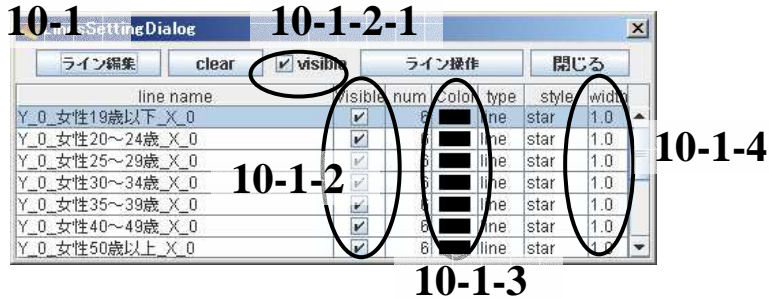 10-1 LinesSettingDialog 10-1-2-1
ライン編集 clear visible ライン操作 閉じる
line name visible num Color type style width
Y_0_女性19歳以下_X_0 6 line star 1.0
Y_0_女性20～24歳_X_0 6 line star 1.0
Y_0_女性25～29歳_X_0 6 line star 1.0 10-1-4
Y_0_女性30～34歳_X_0 10-1-2 6 line star 1.0
Y_0_女性35～39歳_X_0 6 line star 1.0
Y_0_女性40～49歳_X_0 6 line star 1.0
Y_0_女性50歳以上_X_0 6 line star 1.0
10-1-3